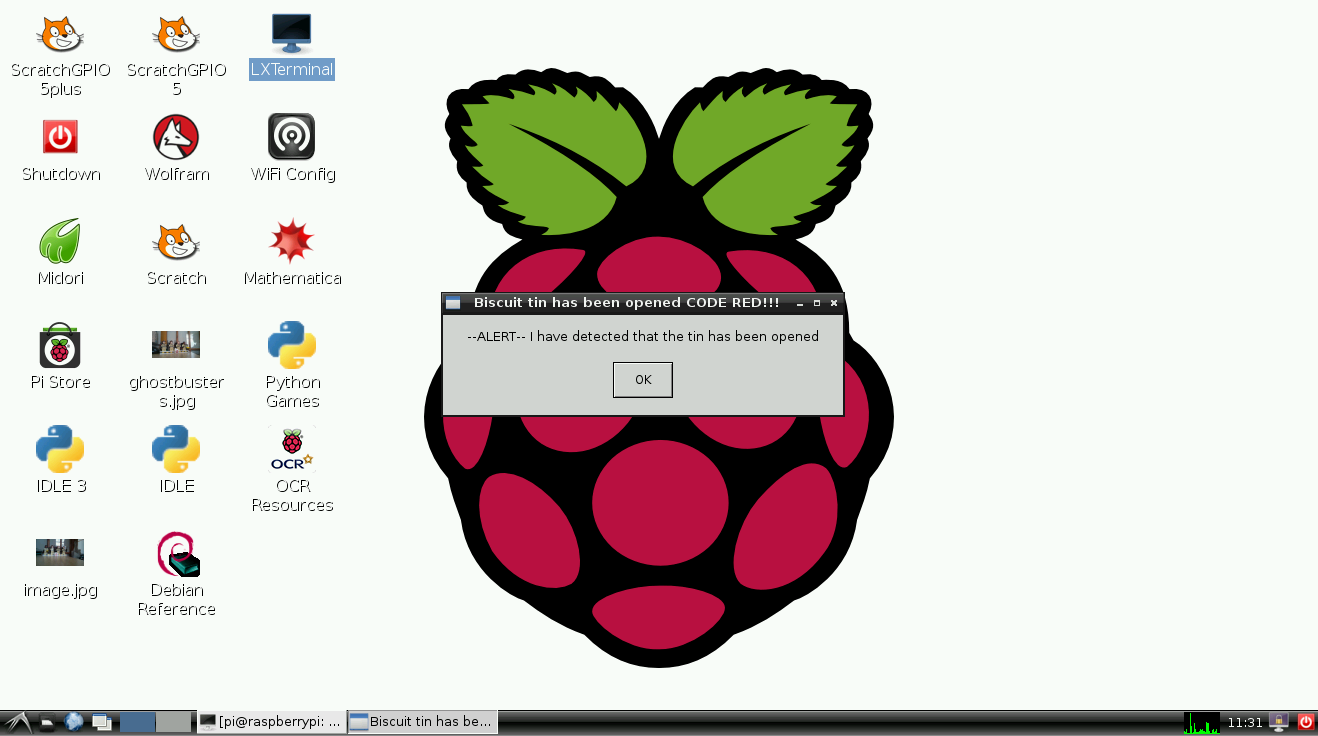 ScratchGPIO
5plus
ScratchGPIO
5
LXTerminal
Shutdown
Wolfram
WiFi Config
Midori
Scratch
Mathematica
Pi Store
ghostbuster
s.jpg
Python
Games
IDLE 3
IDLE
OCR
OCR
Resources
image.jpg
Debian
Reference
Biscuit tin has been opened CODE RED!!!
--ALERT-- I have detected that the tin has been opened
OK
[pi@raspberrypi: ...
Biscuit tin has be...
11:31